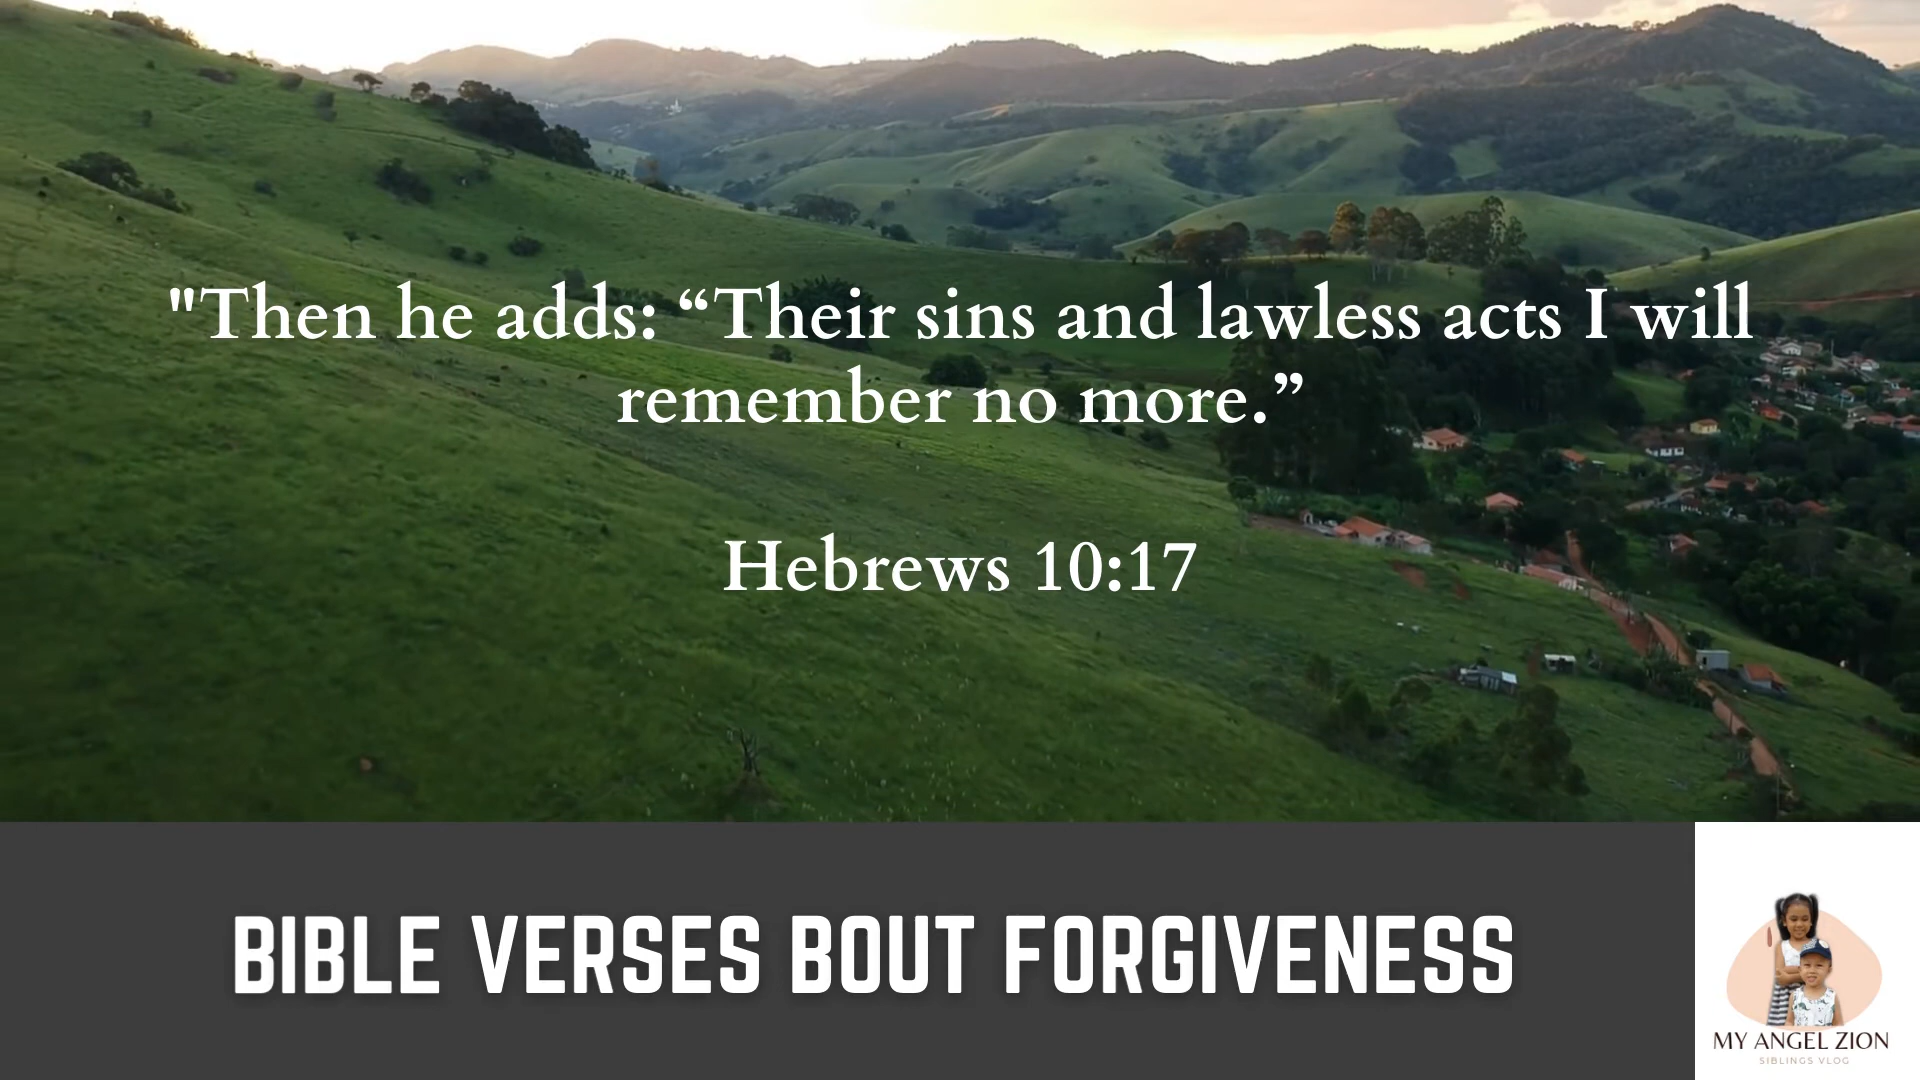 "Then he adds: “Their sins and lawless acts I will
remember no more.”
Hebrews 10:17
BIBLE VERSES BOUT FORGIVENESS
MY ANGEL ZION
SIBLINGS VLOG